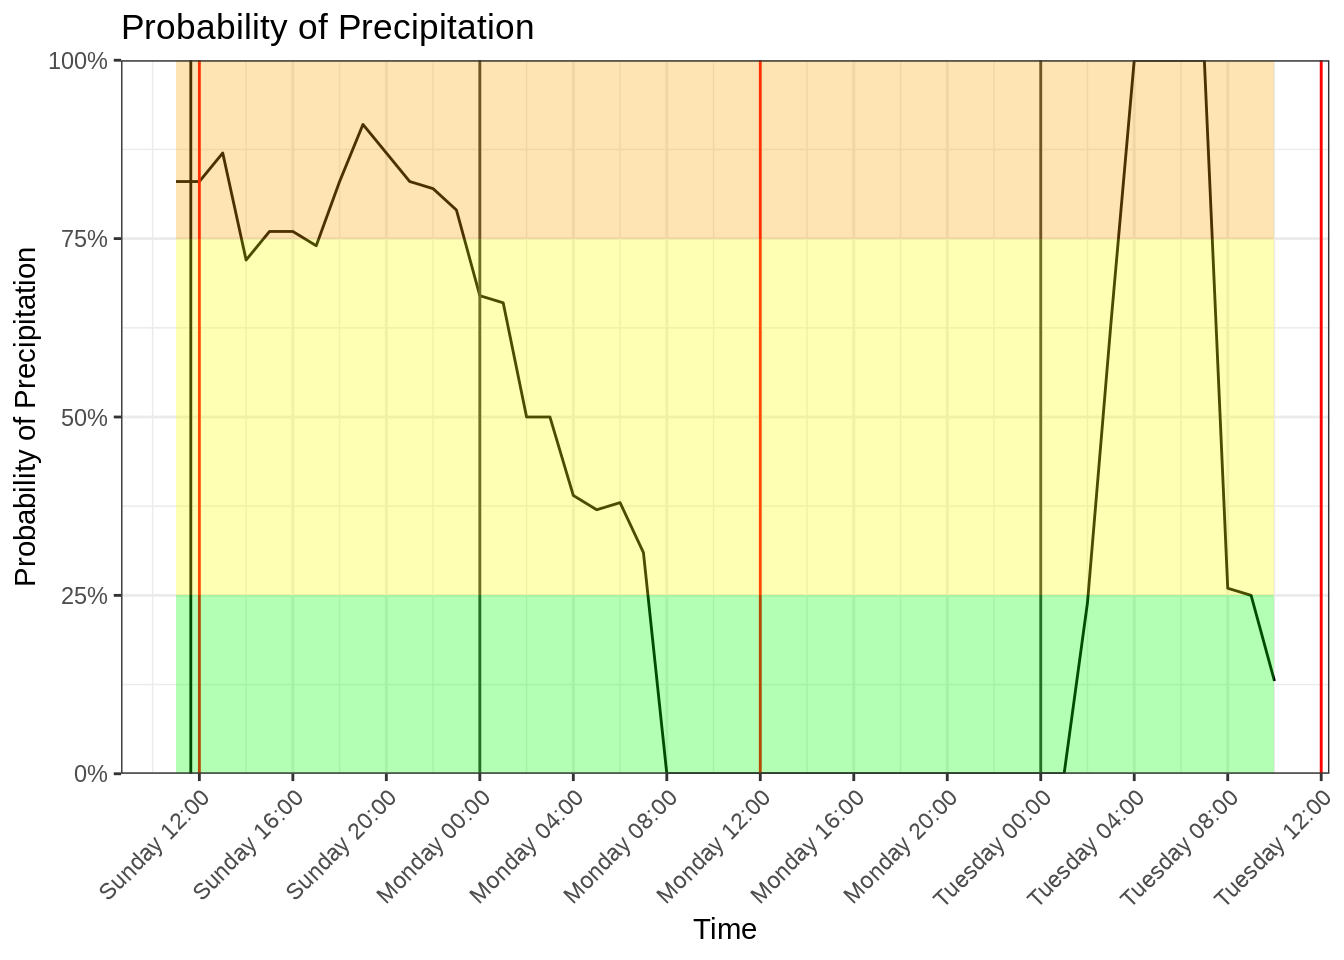 Probability of Precipitation
100%
75%
50%
25%
0%
Probability of Precipitation
Sunday 12:00
Sunday 16:00
Sunday 20:00
Monday 00:00
Monday 04:00
Monday 08:00
Monday 12:00
Monday 16:00
Monday 20:00
Tuesday 00:00
Tuesday 04:00
Tuesday 08:00
Tuesday 12:00
Time